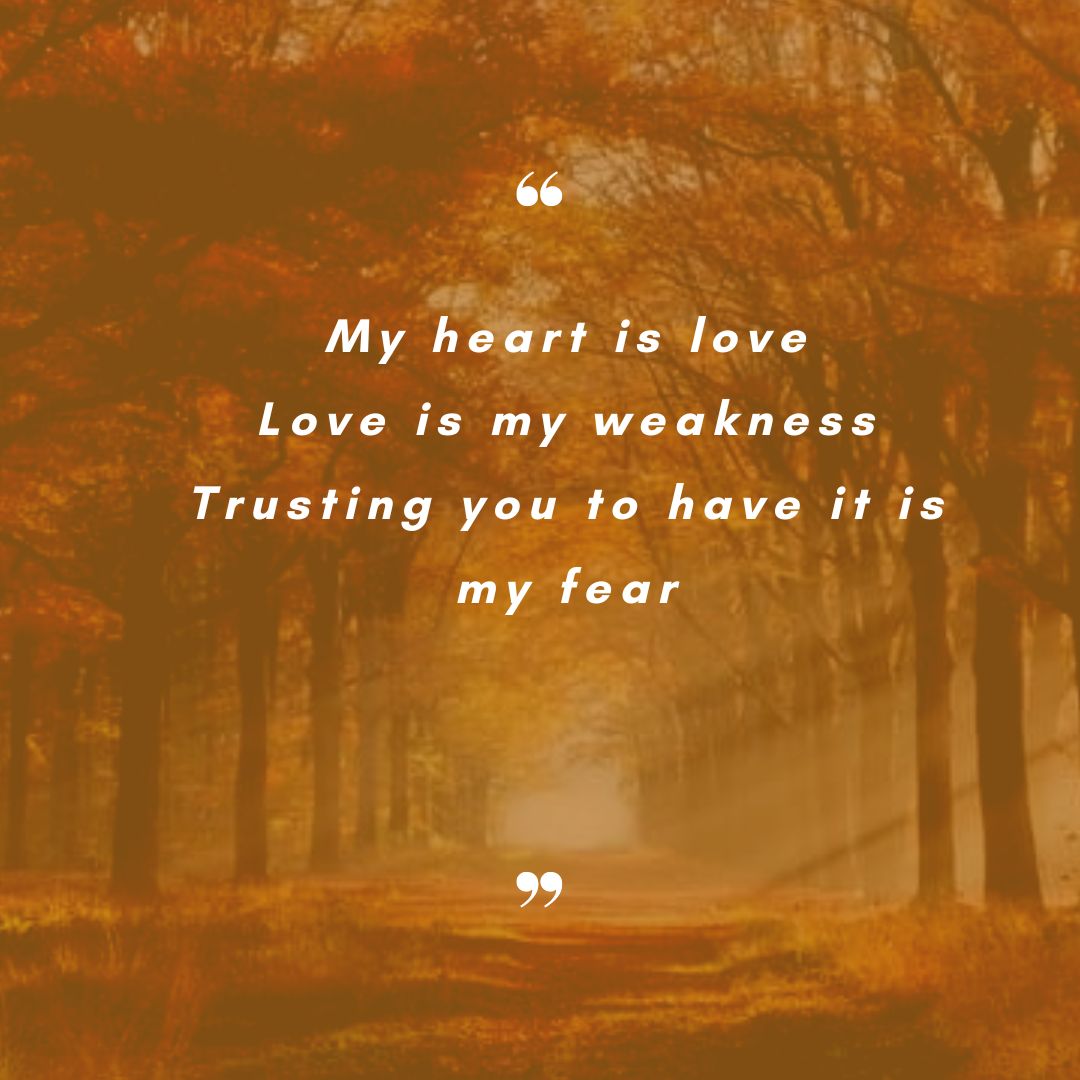 “
My heart is love
Love is my weakness
Trusting you to have it is
my fear
”